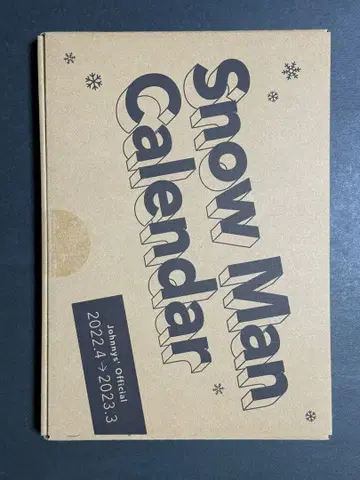 Snow Man
Calendar
Johnnys' Official
2022.4→2023.3